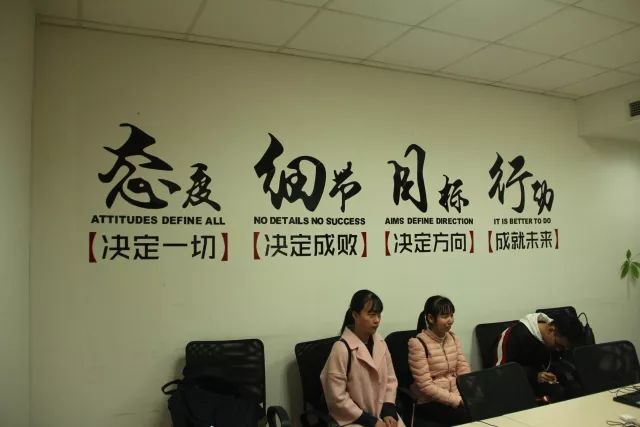 态度
ATTITUDES DEFINE ALL
【决定一切】
细节
NO DETAILS NO SUCCESS
【决定成败】
目标
AIMS DEFINE DIRECTION
【决定方向】
行动
IT IS BETTER TO DO
【成就未来】